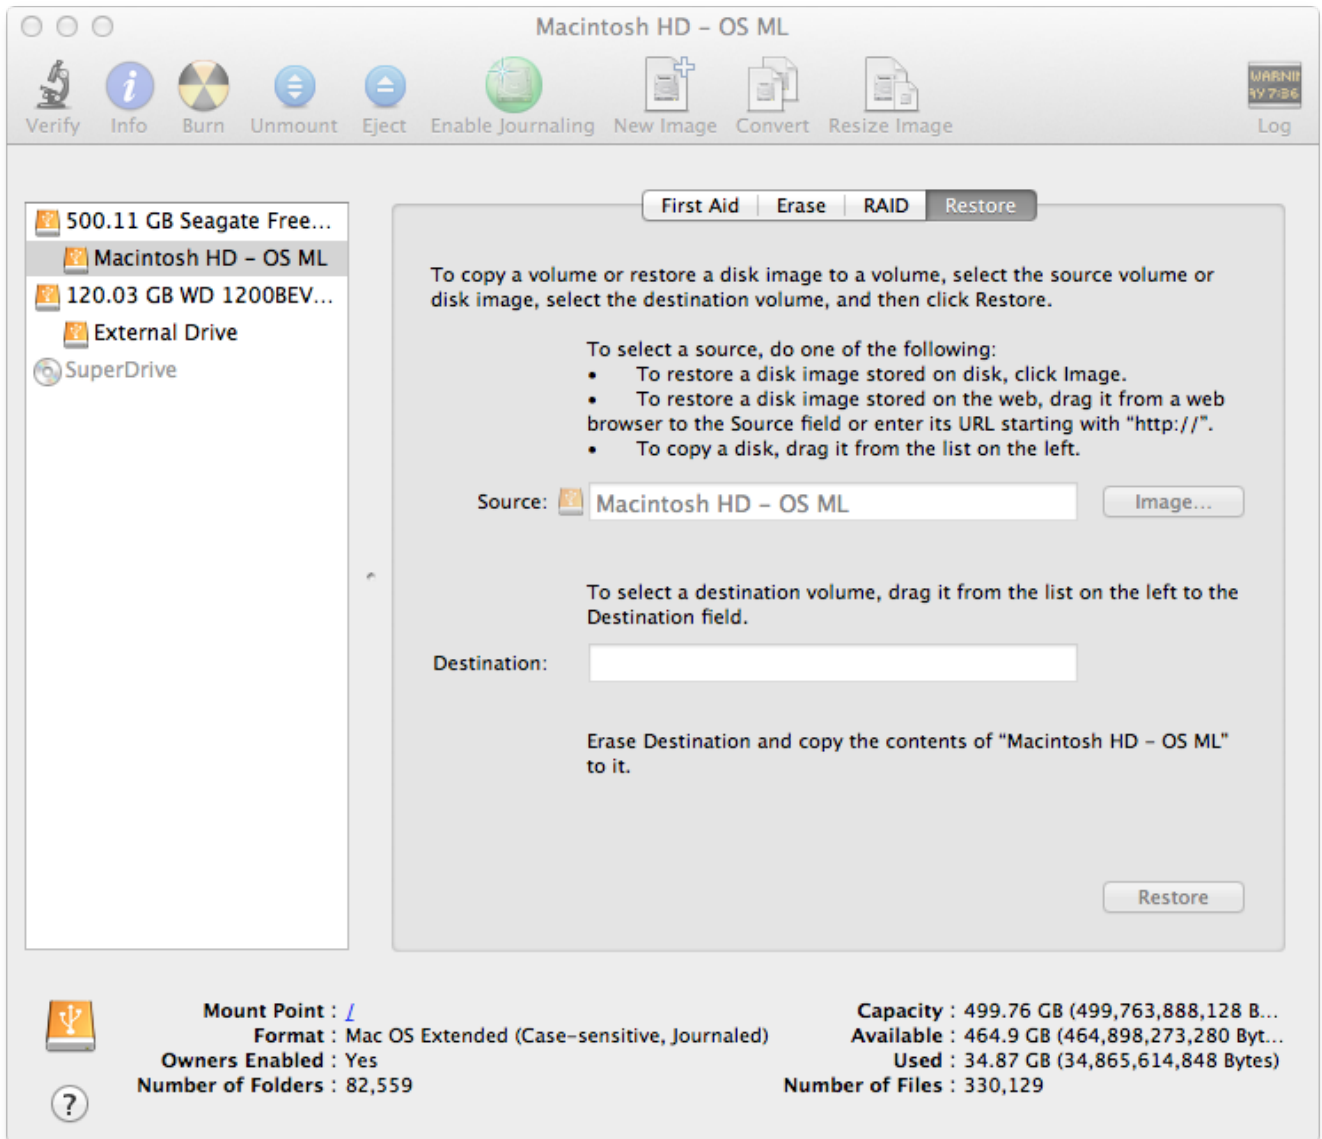 Macintosh HD – OS ML
WARNIN
AY 7:36
Verify Info Burn Unmount Eject Enable Journaling New Image Convert Resize Image Log
500.11 GB Seagate Free...
Macintosh HD – OS ML
120.03 GB WD 1200BEV...
External Drive
SuperDrive
First Aid Erase RAID Restore
To copy a volume or restore a disk image to a volume, select the source volume or
disk image, select the destination volume, and then click Restore.
To select a source, do one of the following:
• To restore a disk image stored on disk, click Image.
• To restore a disk image stored on the web, drag it from a web
browser to the Source field or enter its URL starting with “http://”.
• To copy a disk, drag it from the list on the left.
Source: Macintosh HD – OS ML Image...
To select a destination volume, drag it from the list on the left to the
Destination field.
Destination:
Erase Destination and copy the contents of “Macintosh HD – OS ML”
to it.
Restore
Mount Point : /
Format : Mac OS Extended (Case-sensitive, Journaled)
Owners Enabled : Yes
Number of Folders : 82,559
Capacity : 499.76 GB (499,763,888,128 B...
Available : 464.9 GB (464,898,273,280 Byt...
Used : 34.87 GB (34,865,614,848 Bytes)
Number of Files : 330,129
?